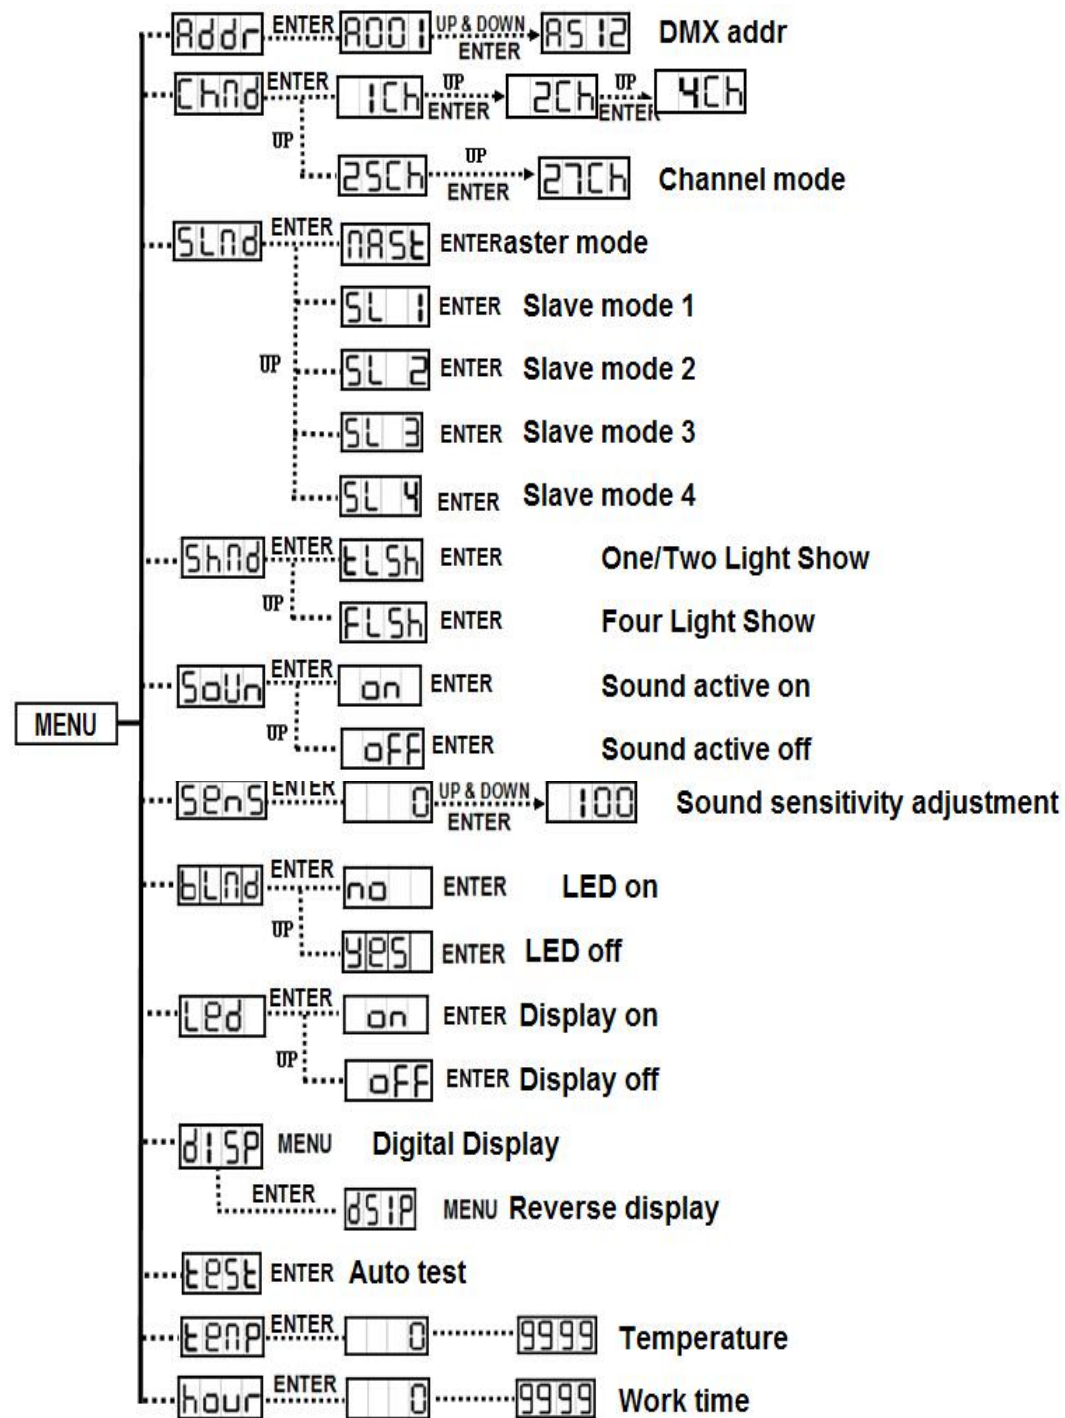 Addr ENTER A001 UP & DOWN ENTER A512 DMX addr
ChMd ENTER 1Ch UP ENTER 2Ch UP ENTER 4Ch
UP 25Ch UP ENTER 27Ch Channel mode
SLMd ENTER MASt ENTERaster mode
SL 1 ENTER Slave mode 1
UP SL 2 ENTER Slave mode 2
SL 3 ENTER Slave mode 3
SL 4 ENTER Slave mode 4
ShMd ENTER tLSh ENTER One/Two Light Show
UP FLSh ENTER Four Light Show
SoUn ENTER on ENTER Sound active on
MENU
UP oFF ENTER Sound active off
SenS ENTER 0 UP & DOWN ENTER 100 Sound sensitivity adjustment
bLMd ENTER no ENTER LED on
UP yes ENTER LED off
Led ENTER on ENTER Display on
UP oFF ENTER Display off
dISP MENU Digital Display
ENTER dSIP MENU Reverse display
test ENTER Auto test
teMP ENTER 0 9999 Temperature
hour ENTER 0 9999 Work time